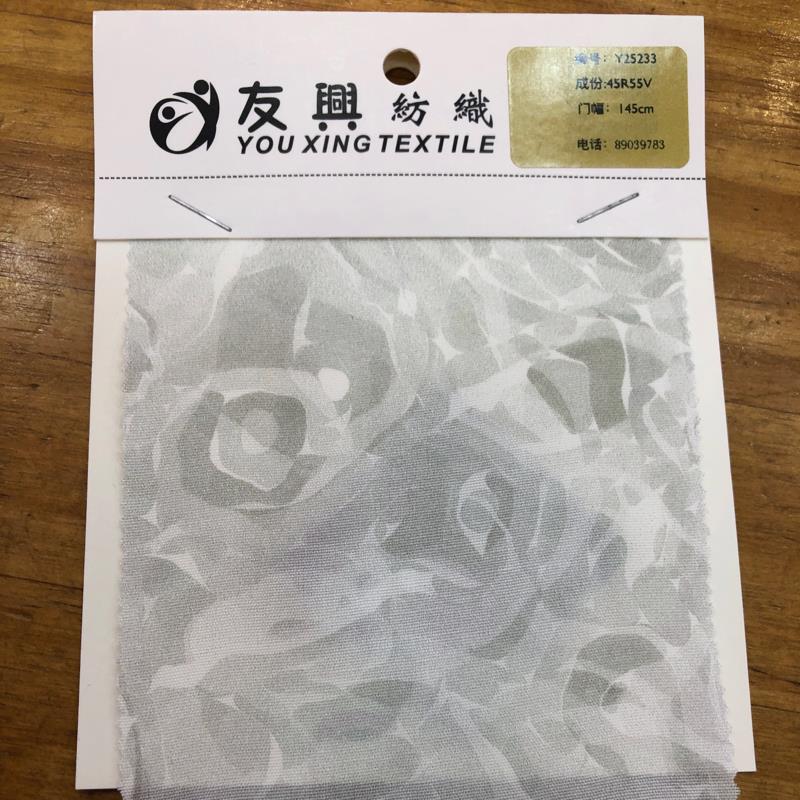 友興紡織
YOU XING TEXTILE
编号：Y25233
成份:45R55V
门幅：145cm
电话：89039783